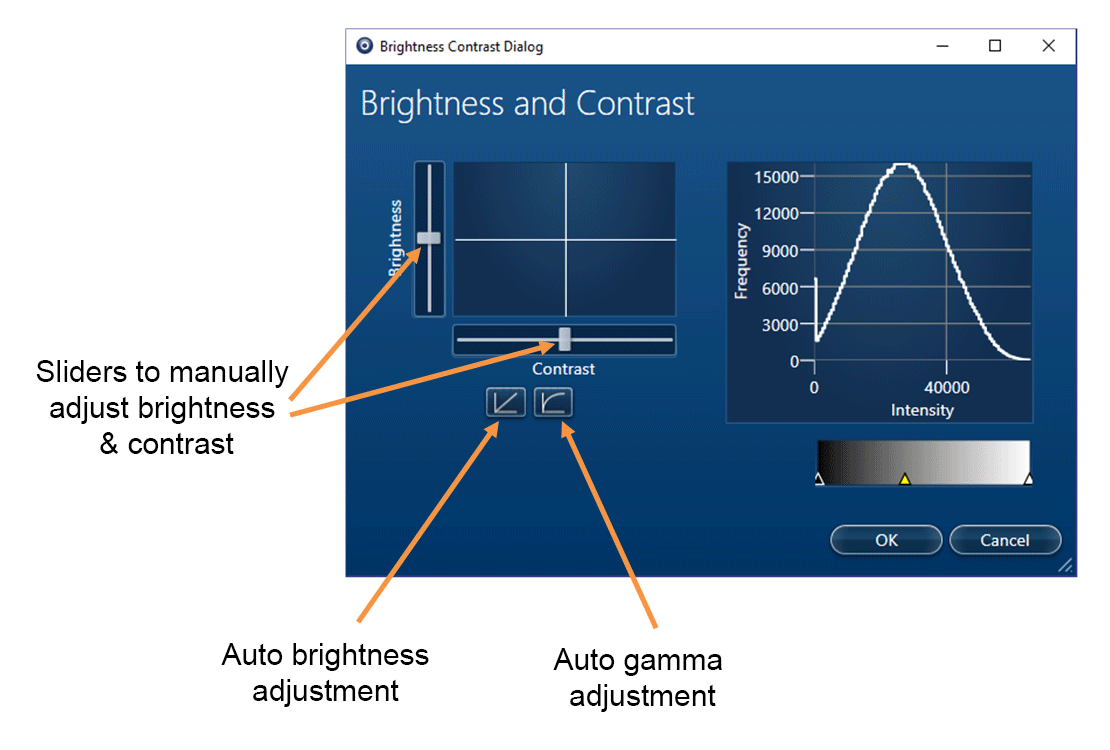 Brightness Contrast Dialog
Brightness and Contrast
Brightness
Contrast
Frequency
15000
12000
9000
6000
3000
0
0
40000
Intensity
OK
Cancel
Sliders to manually
adjust brightness
& contrast
Auto brightness
adjustment
Auto gamma
adjustment